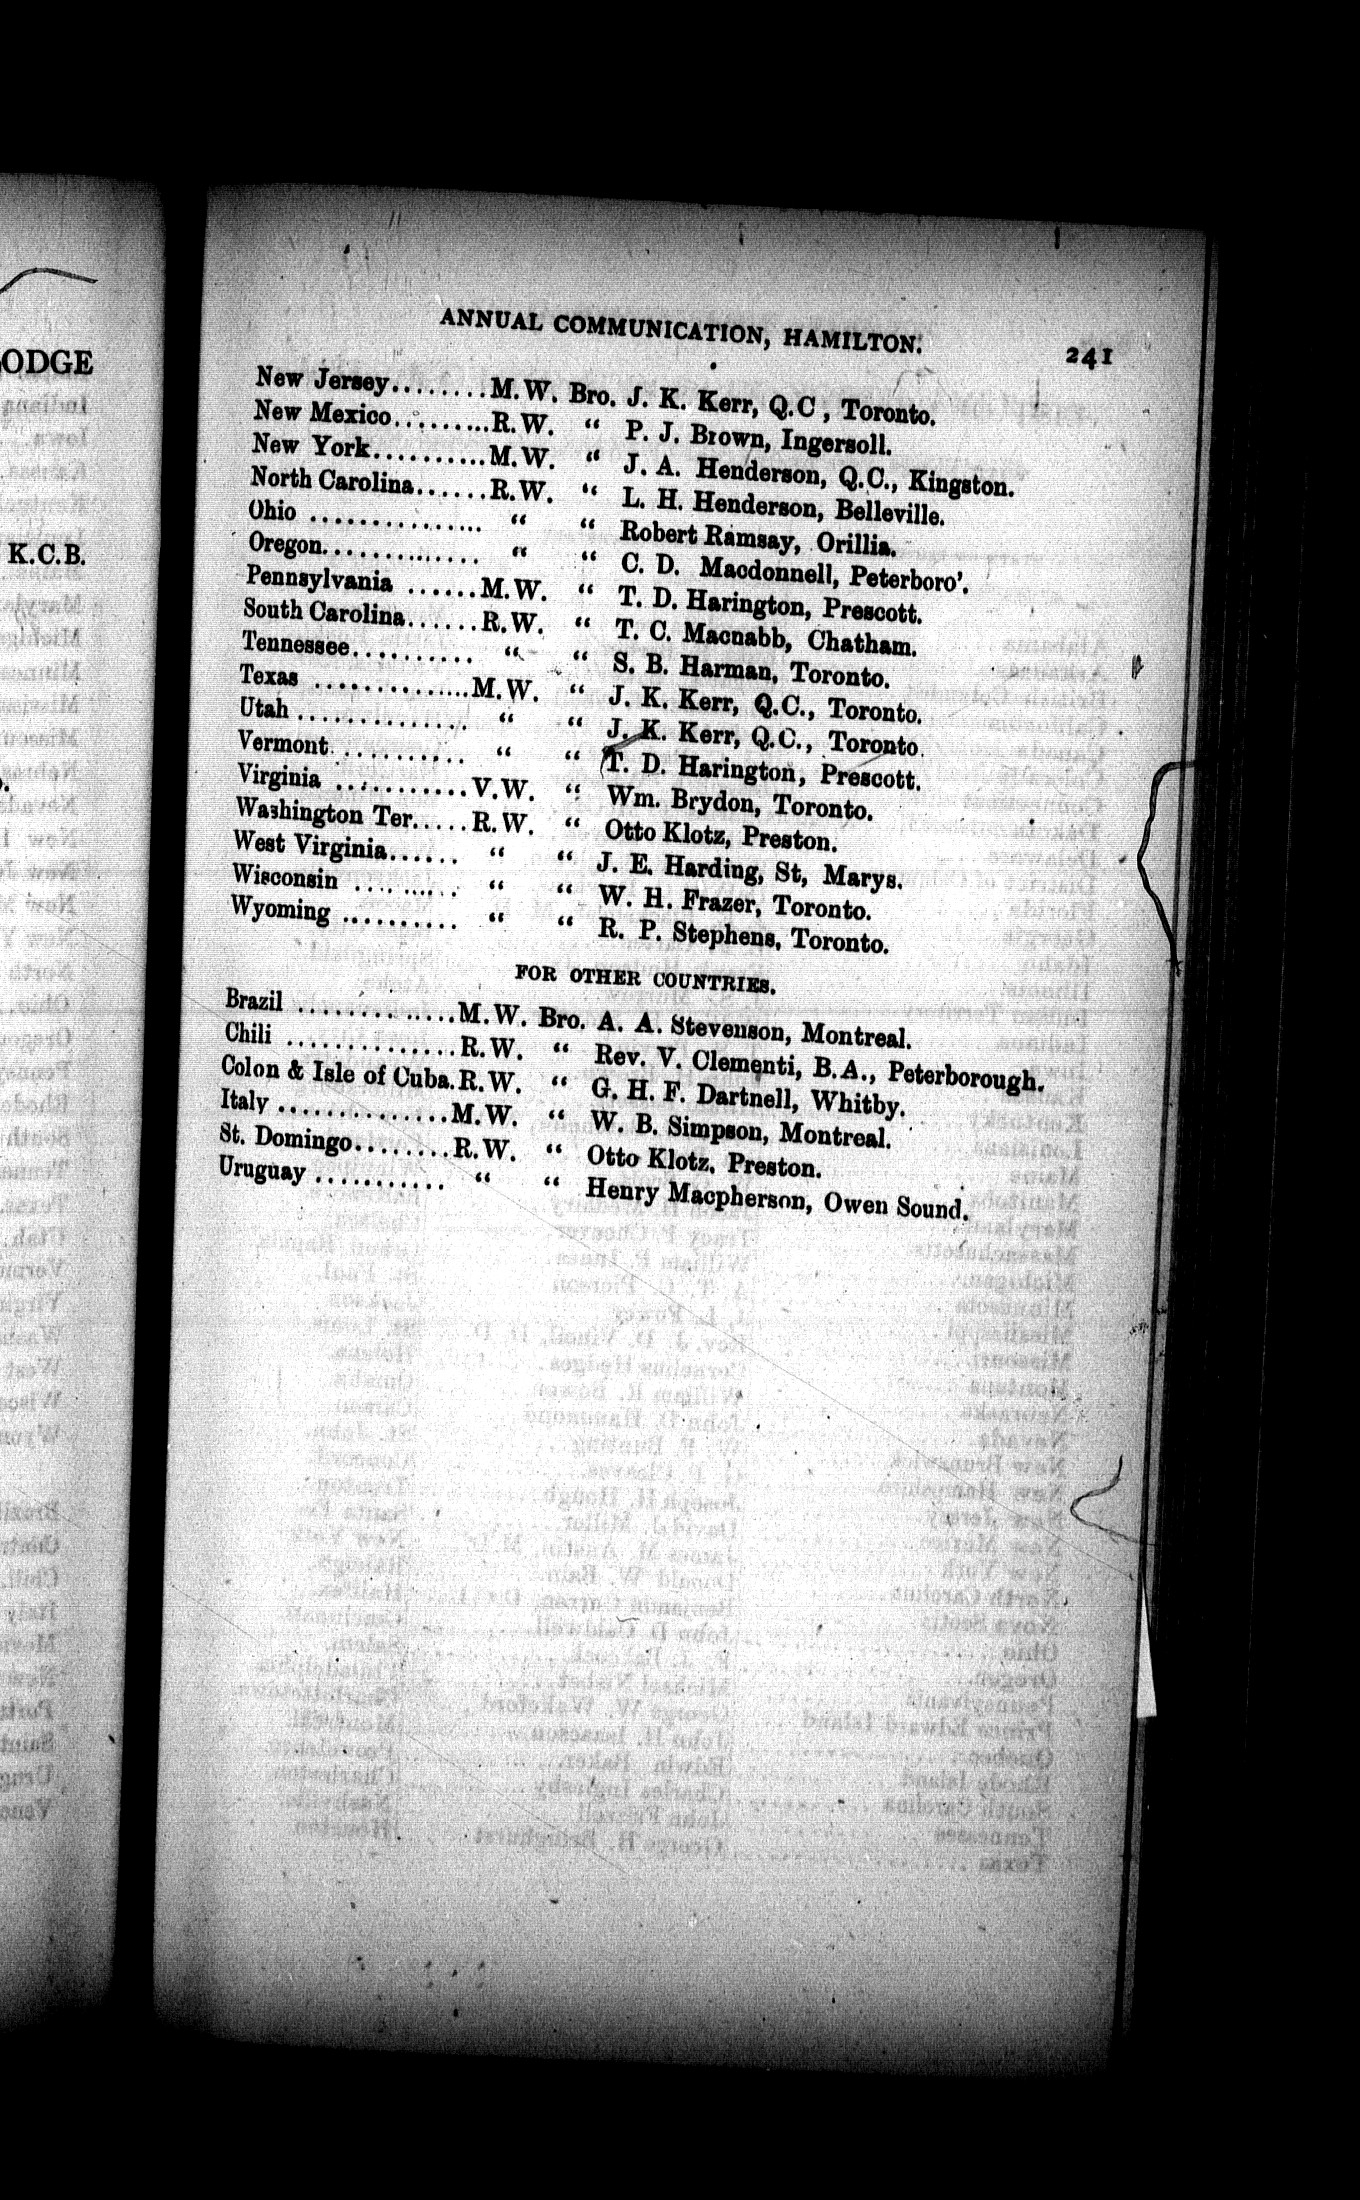 ODGE
K.C.B.
ANNUAL COMMUNICATION, HAMILTON. 241
New Jersey........M.W. Bro. J. K. Kerr, Q.C , Toronto.
New Mexico.........R.W. “ P. J. Brown, Ingersoll.
New York..........M.W. “ J. A. Henderson, Q.C., Kingston.
North Carolina......R.W. “ L. H. Henderson, Belleville.
Ohio ............... “ “ Robert Ramsay, Orillia.
Oregon............. “ “ C. D. Macdonnell, Peterboro'.
Pennsylvania ......M.W. “ T. D. Harington, Prescott.
South Carolina......R.W. “ T. C. Macnabb, Chatham.
Tennessee.......... “ “ S. B. Harman, Toronto.
Texas ..............M.W. “ J. K. Kerr, Q.C., Toronto.
Utah .............. “ “ J. K. Kerr, Q.C., Toronto.
Vermont........... “ “ T. D. Harington, Prescott.
Virginia ...........V.W. “ Wm. Brydon, Toronto.
Washington Ter.....R.W. “ Otto Klotz, Preston.
West Virginia...... “ “ J. E. Harding, St, Marys.
Wisconsin .......... “ “ W. H. Frazer, Toronto.
Wyoming .......... “ “ R. P. Stephens, Toronto.
FOR OTHER COUNTRIES.
Brazil .............M.W. Bro. A. A. Stevenson, Montreal.
Chili ..............R.W. “ Rev. V. Clementi, B.A., Peterborough.
Colon & Isle of Cuba.R.W. “ G. H. F. Dartnell, Whitby.
Italy ..............M.W. “ W. B. Simpson, Montreal.
St. Domingo........R.W. “ Otto Klotz. Preston.
Uruguay ........... “ “ Henry Macpherson, Owen Sound.